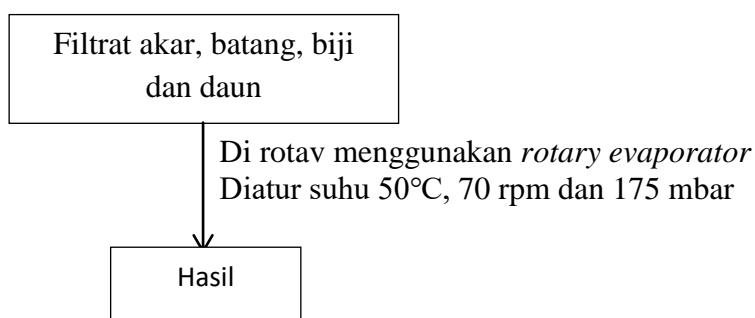 Filtrat akar, batang, biji
dan daun
Di rotav menggunakan rotary evaporator
Diatur suhu 50°C, 70 rpm dan 175 mbar
Hasil